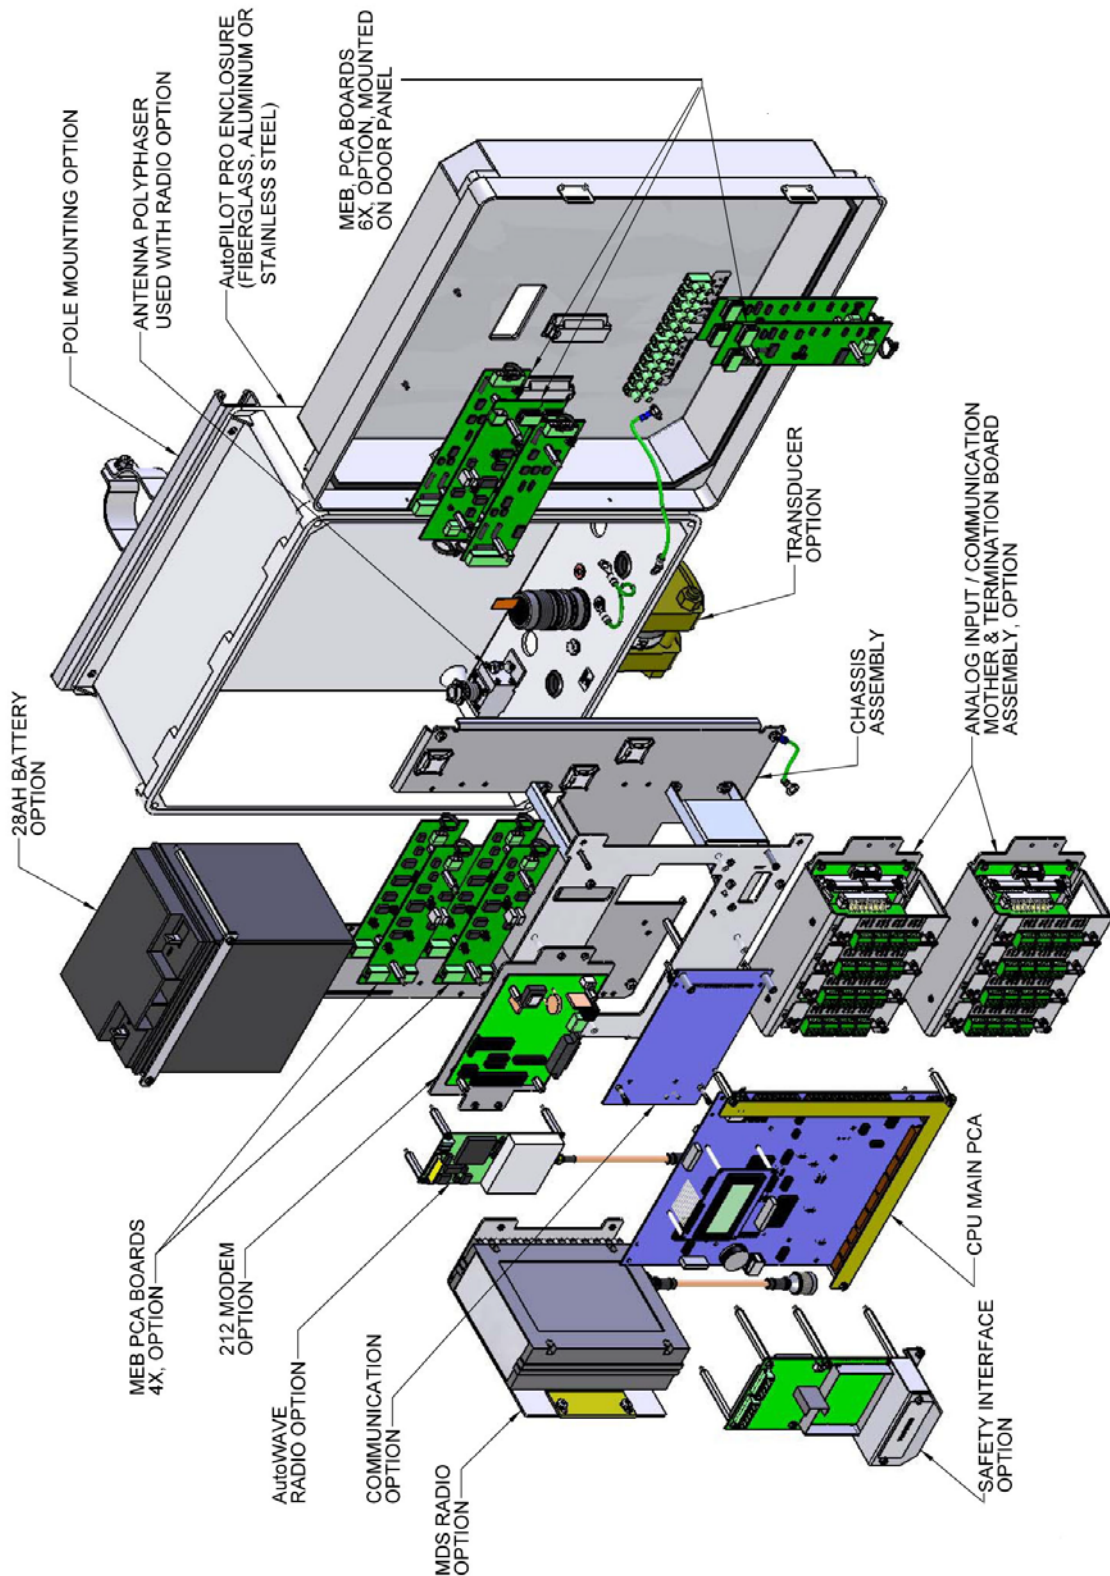 28AH BATTERY
OPTION
POLE MOUNTING OPTION
ANTENNA POLYPHASER
USED WITH RADIO OPTION
AutoPILOT PRO ENCLOSURE
(FIBERGLASS, ALUMINUM OR
STAINLESS STEEL)
MEB, PCA BOARDS
6X, OPTION, MOUNTED
ON DOOR PANEL
MEB PCA BOARDS
4X, OPTION
212 MODEM
OPTION
AutoWAVE
RADIO OPTION
COMMUNICATION
OPTION
MDS RADIO
OPTION
TRANSDUCER
OPTION
CHASSIS
ASSEMBLY
ANALOG INPUT / COMMUNICATION
MOTHER & TERMINATION BOARD
ASSEMBLY, OPTION
CPU MAIN PCA
SAFETY INTERFACE
OPTION